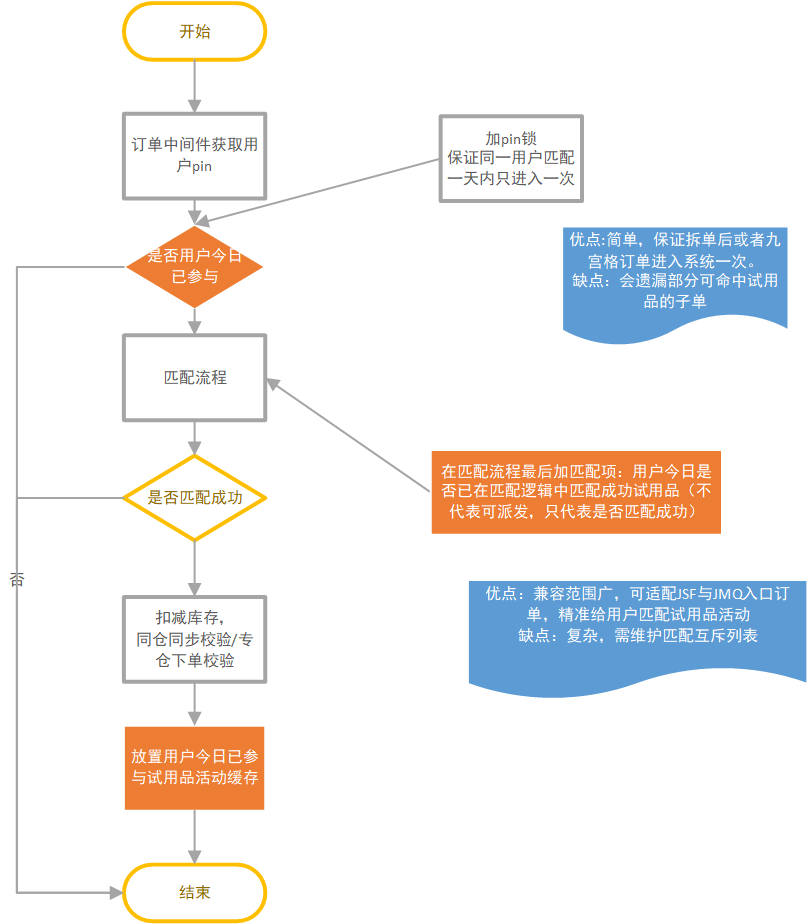 开始
订单中间件获取用
户pin
加pin锁
保证同一用户匹配
一天内只进入一次
是否用户今日
已参与
优点:简单，保证拆单后或者九
宫格订单进入系统一次。
缺点：会遗漏部分可命中试用
品的子单
匹配流程
在匹配流程最后加匹配项：用户今日是
否已在匹配逻辑中匹配成功试用品（不
代表可派发，只代表是否匹配成功）
是否匹配成功
否
优点：兼容范围广，可适配JSF与JMQ入口订
单，精准给用户匹配试用品活动
缺点：复杂，需维护匹配互斥列表
扣减库存，
同仓同步校验/专
仓下单校验
放置用户今日已参
与试用品活动缓存
结束